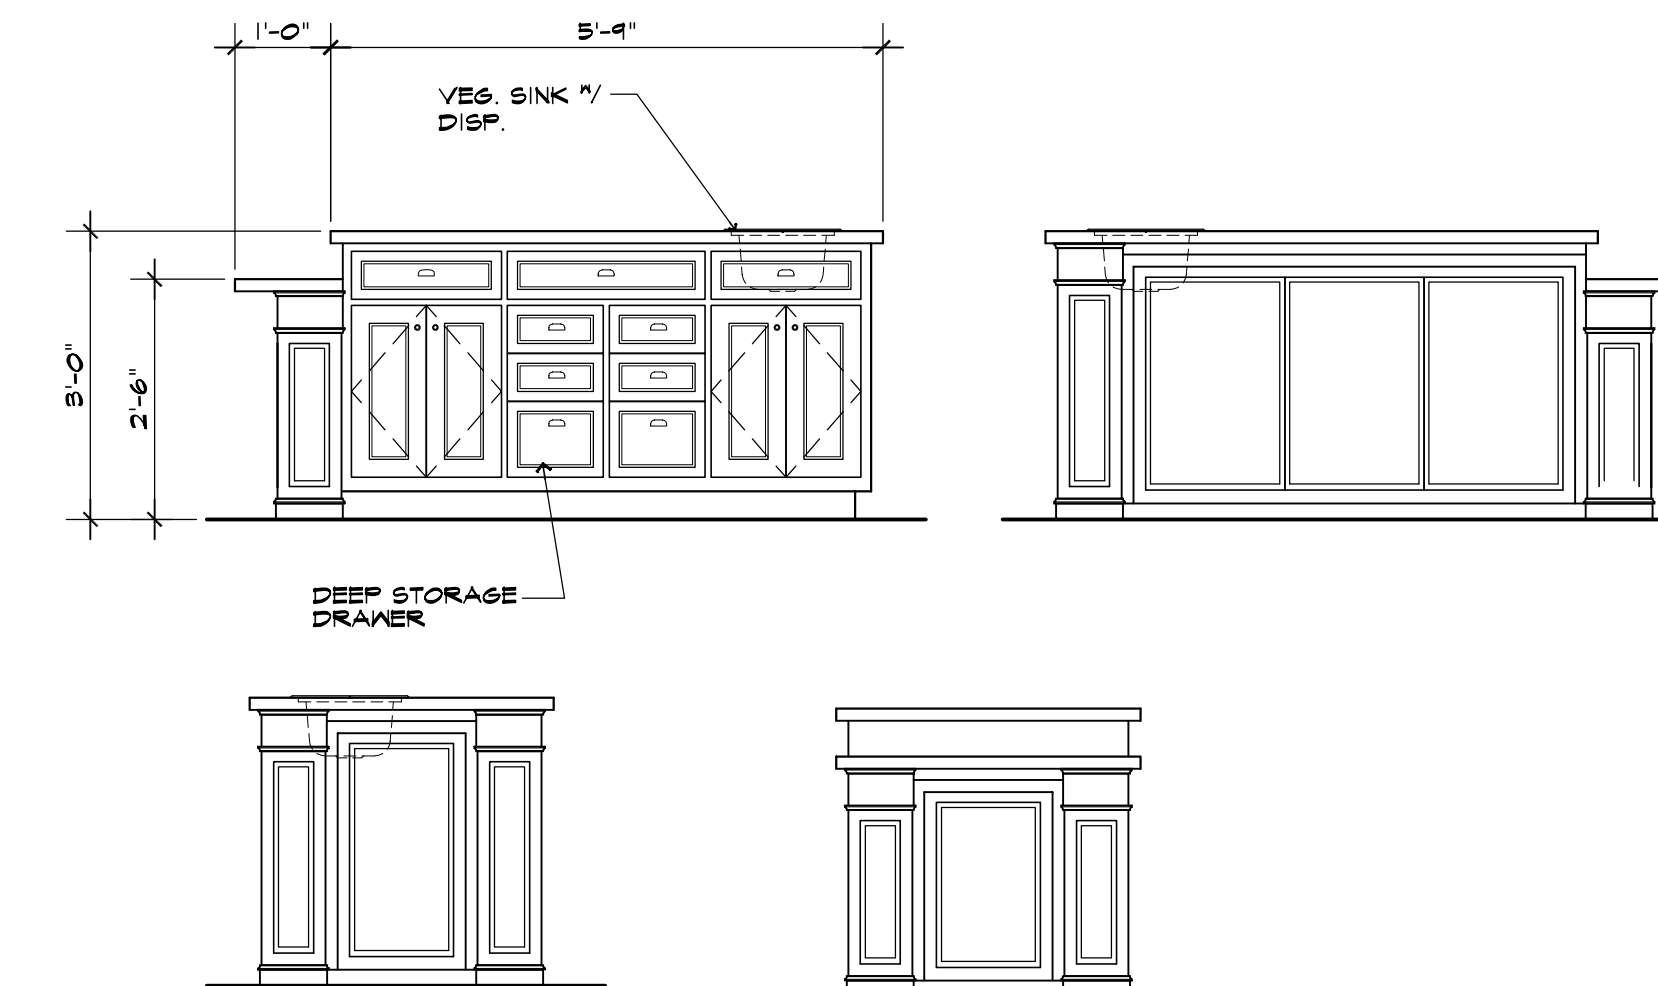 1'-0"
5'-9"
VEG. SINK W/
DISP.
3'-0"
2'-6"
DEEP STORAGE
DRAWER